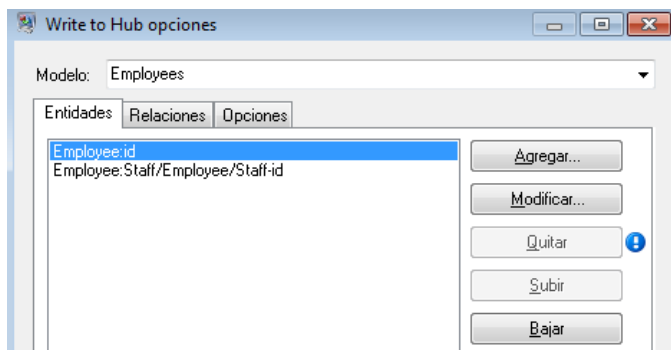 Write to Hub opciones
Modelo: Employees
Entidades Relaciones Opciones
Employee:id
Employee:Staff/Employee/Staff-id
Agregar...
Modificar...
Quitar
Subir
Bajar